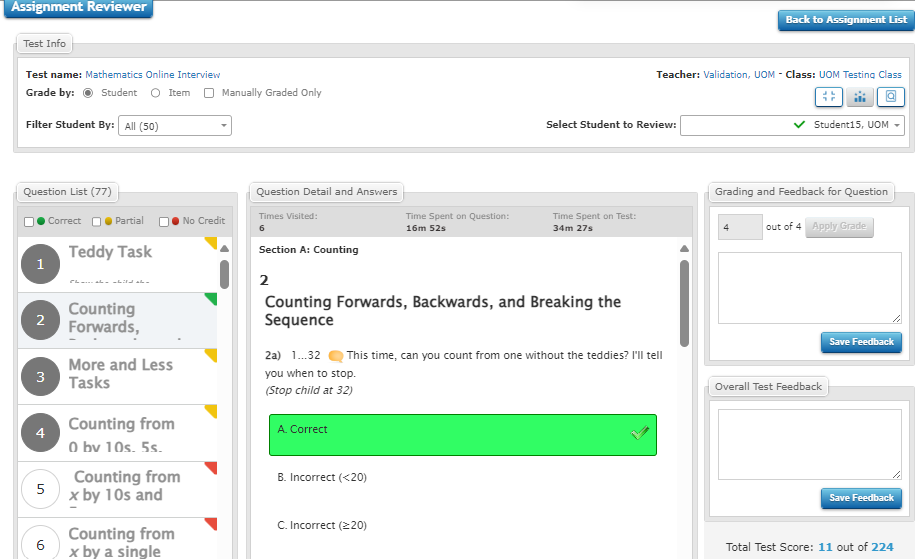 Assignment Reviewer
Back to Assignment List
Test Info
Test name: Mathematics Online Interview
Teacher: Validation, UOM - Class: UOM Testing Class
Grade by: Student Item Manually Graded Only
Filter Student By: All (50)
Select Student to Review: Student15, UOM
Question List (77)
Correct Partial No Credit
1 Teddy Task
Show the child the
2 Counting
Forwards,
3 More and Less
Tasks
4 Counting from
0 by 10s, 5s,
5 Counting from
x by 10s and
6 Counting from
x by a single
Question Detail and Answers
Times Visited: Time Spent on Question: Time Spent on Test:
6 16m 52s 34m 27s
Section A: Counting
2
Counting Forwards, Backwards, and Breaking the
Sequence
2a) 1...32 This time, can you count from one without the teddies? I'll tell
you when to stop.
(Stop child at 32)
A. Correct
B. Incorrect (<20)
C. Incorrect (≥20)
Grading and Feedback for Question
4 out of 4 Apply Grade
Save Feedback
Overall Test Feedback
Save Feedback
Total Test Score: 11 out of 224